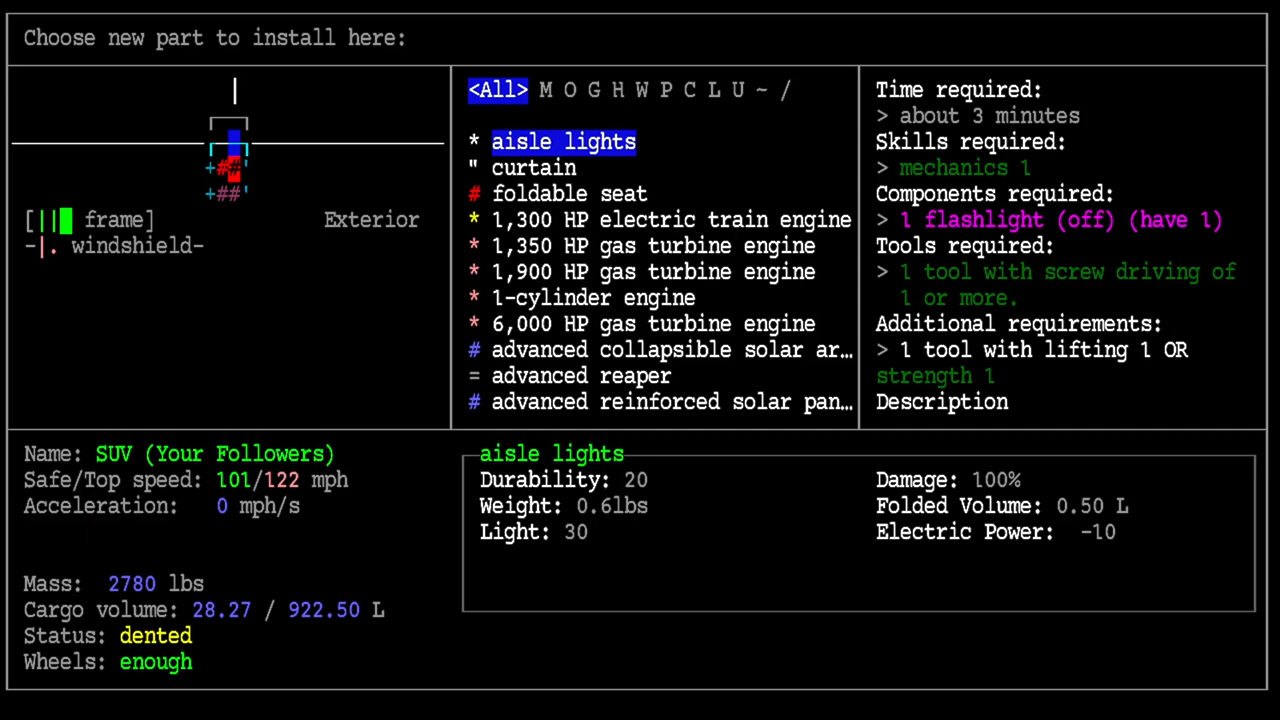 Choose new part to install here:
<All> M O G H W P C L U ~ /
* aisle lights
" curtain
# foldable seat
* 1,300 HP electric train engine
* 1,350 HP gas turbine engine
* 1,900 HP gas turbine engine
* 1-cylinder engine
* 6,000 HP gas turbine engine
# advanced collapsible solar ar…
= advanced reaper
# advanced reinforced solar pan…
+##'
+##'
[|| frame] Exterior
-|. windshield-
Time required:
> about 3 minutes
Skills required:
> mechanics 1
Components required:
> 1 flashlight (off) (have 1)
Tools required:
> 1 tool with screw driving of
1 or more.
Additional requirements:
> 1 tool with lifting 1 OR
strength 1
Description
Name: SUV (Your Followers)
Safe/Top speed: 101/122 mph
Acceleration: 0 mph/s
Mass: 2780 lbs
Cargo volume: 28.27 / 922.50 L
Status: dented
Wheels: enough
aisle lights
Durability: 20 Damage: 100%
Weight: 0.6lbs Folded Volume: 0.50 L
Light: 30 Electric Power: -10